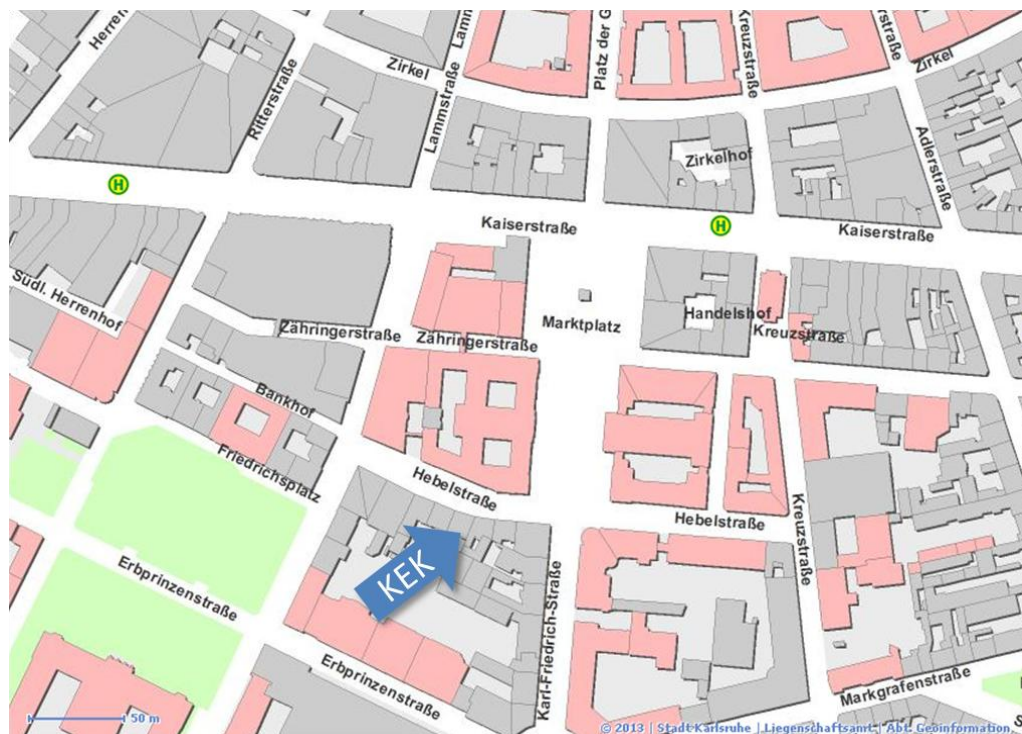 Herren
Ritterstraße
Zirkel
Lammstraße
Lamm
Platz der G
Kreuzstraße
rstraße
Zirkel
Zirkelhof
Adlerstraße
H
Kaiserstraße
H
Kaiserstraße
Südl. Herrenhof
Zähringerstraße
Zähringerstraße
Marktplatz
Handelshof
Kreuzstraße
Bankhof
Friedrichsplatz
Hebelstraße
Hebelstraße
Kreuzstraße
KEK
Erbprinzenstraße
Karl-Friedrich-Straße
Erbprinzenstraße
Markgrafenstraße
50 m
© 2013 | Stadt Karlsruhe | Liegenschaftsamt | Abt. Geoinformation